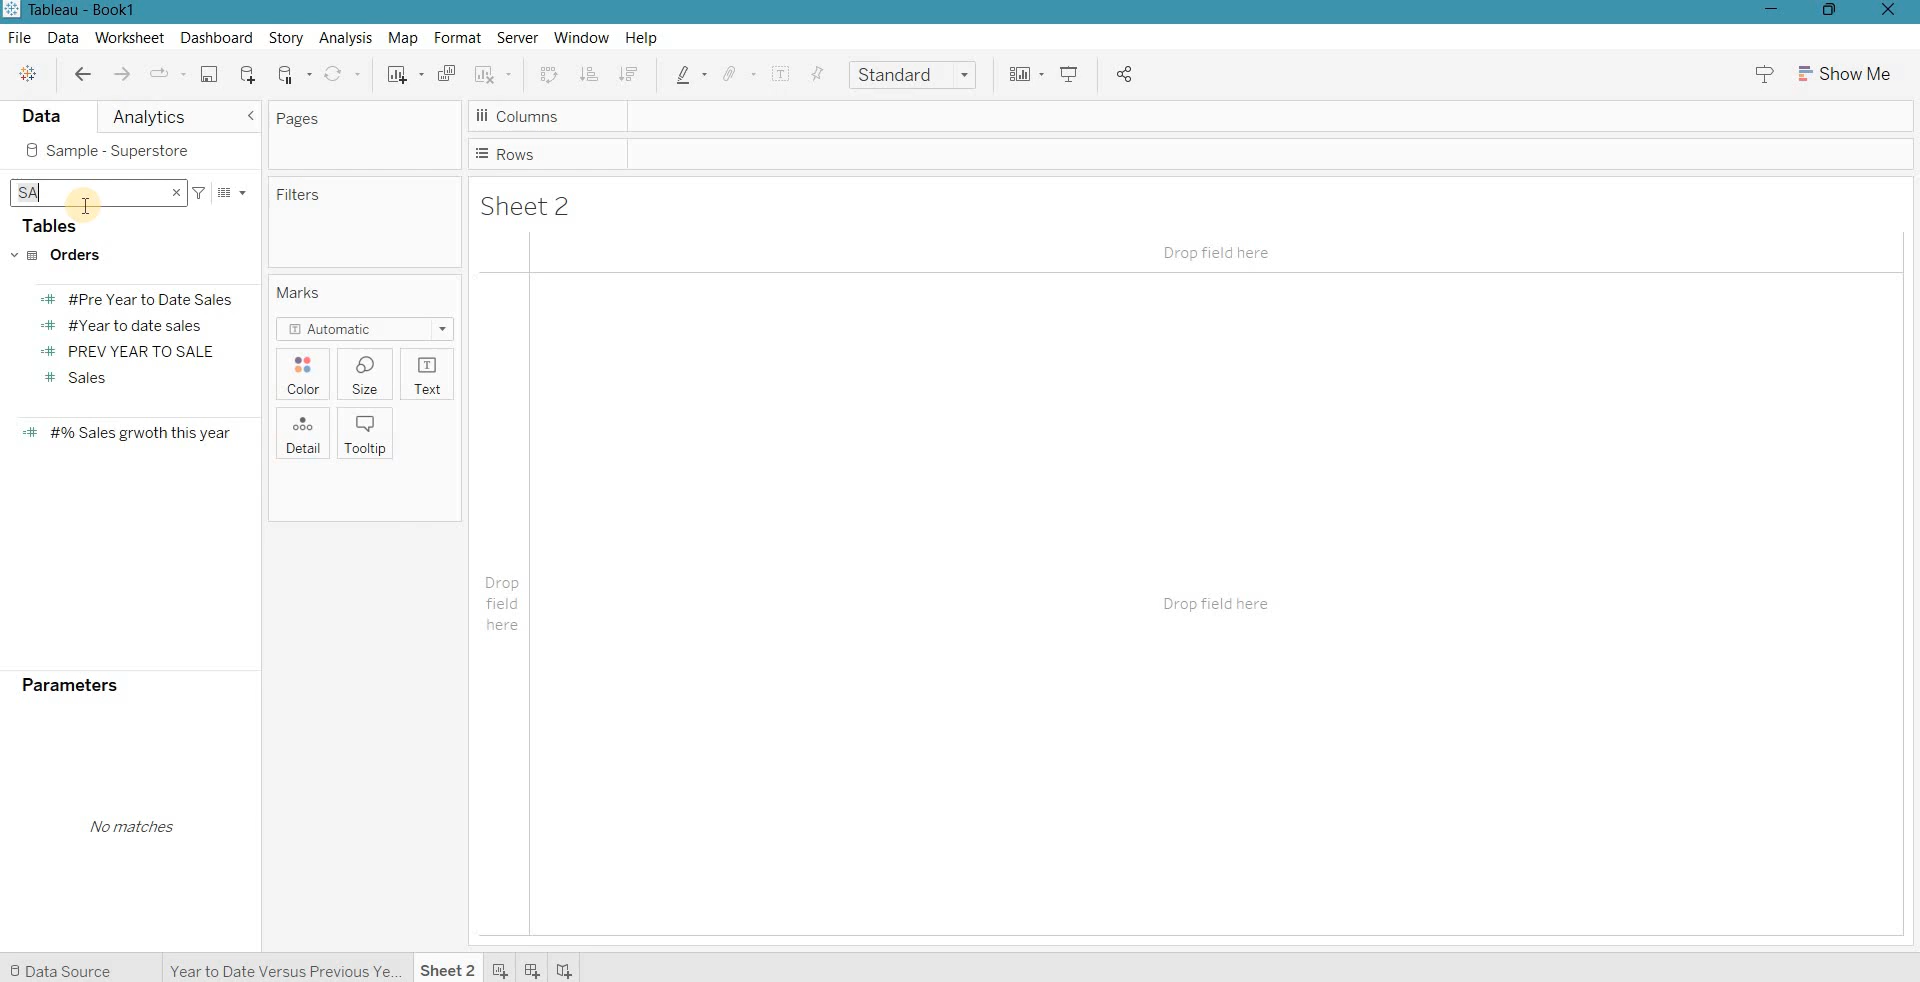 Tableau - Book1
File Data Worksheet Dashboard Story Analysis Map Format Server Window Help
Standard
Show Me
Data Analytics
Sample - Superstore
SA
Tables
Orders
#Pre Year to Date Sales
#Year to date sales
PREV YEAR TO SALE
Sales
#% Sales grwoth this year
Parameters
No matches
Pages
Filters
Marks
Automatic
Color Size Text
Detail Tooltip
Columns
Rows
Sheet 2
Drop field here
Drop
field
here
Drop field here
Data Source Year to Date Versus Previous Ye... Sheet 2